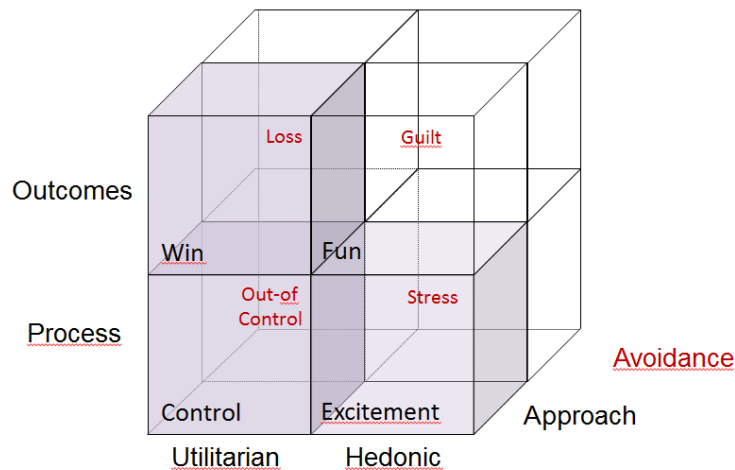 Loss
Guilt
Outcomes
Win
Fun
Out-of
Control
Stress
Process
Avoidance
Control
Excitement
Approach
Utilitarian
Hedonic